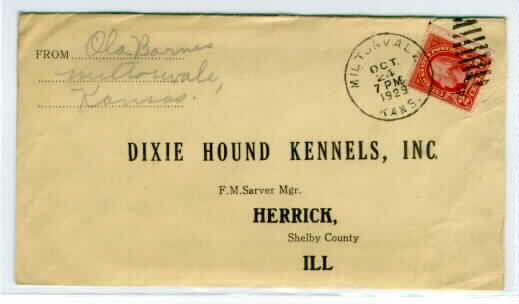 FROM Ola Barnes
Miltonvale,
Kansas.
MILTONVALE
OCT.
24
7 PM
1929
KANS.
DIXIE HOUND KENNELS, INC.
F.M.Sarver Mgr.
HERRICK,
Shelby County
ILL